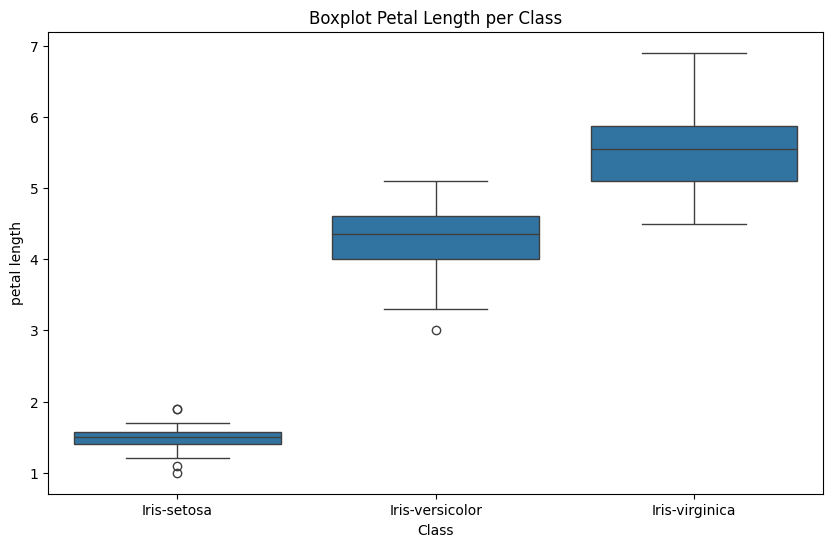 Boxplot Petal Length per Class
petal length
7
6
5
4
3
2
1
Iris-setosa
Iris-versicolor
Iris-virginica
Class